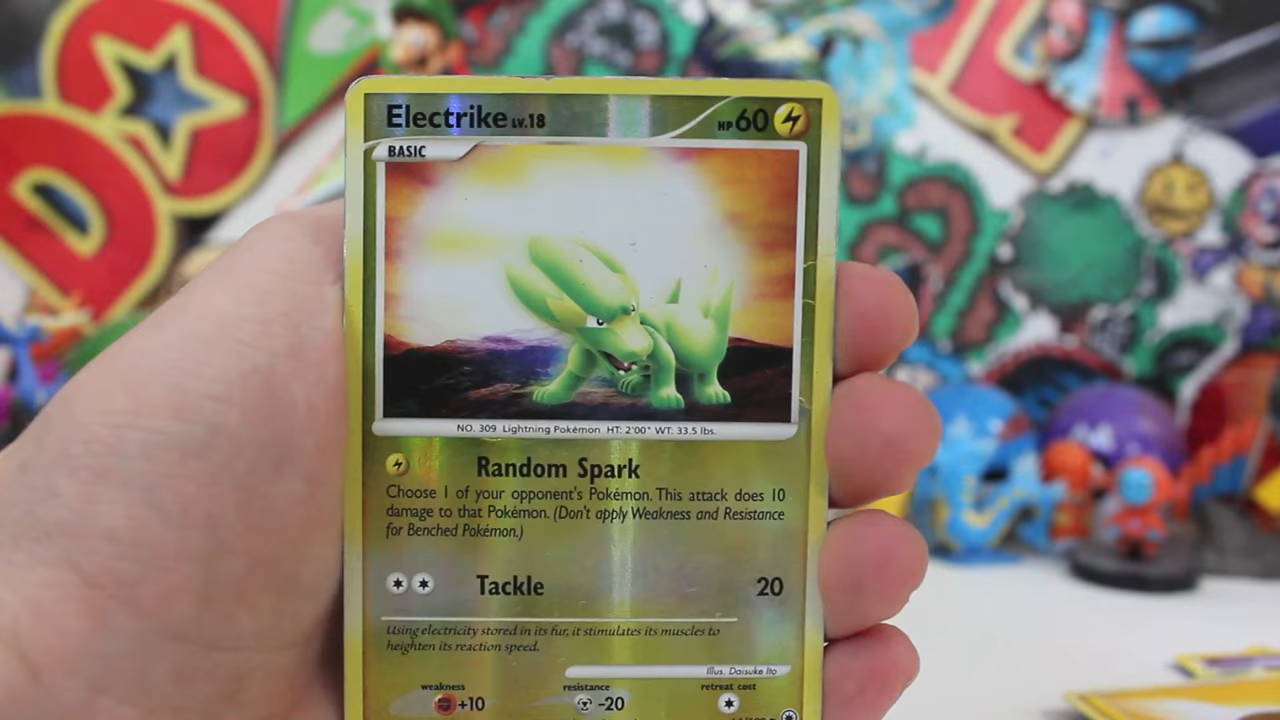 Electrike LV.18
HP 60
BASIC
NO. 309 Lightning Pokémon HT: 2'00" WT: 33.5 lbs.
Random Spark
Choose 1 of your opponent's Pokémon. This attack does 10
damage to that Pokémon. (Don't apply Weakness and Resistance
for Benched Pokémon.)
Tackle 20
Using electricity stored in its fur, it stimulates its muscles to
heighten its reaction speed.
Illus. Daisuke Ito
weakness resistance retreat cost
+10 -20